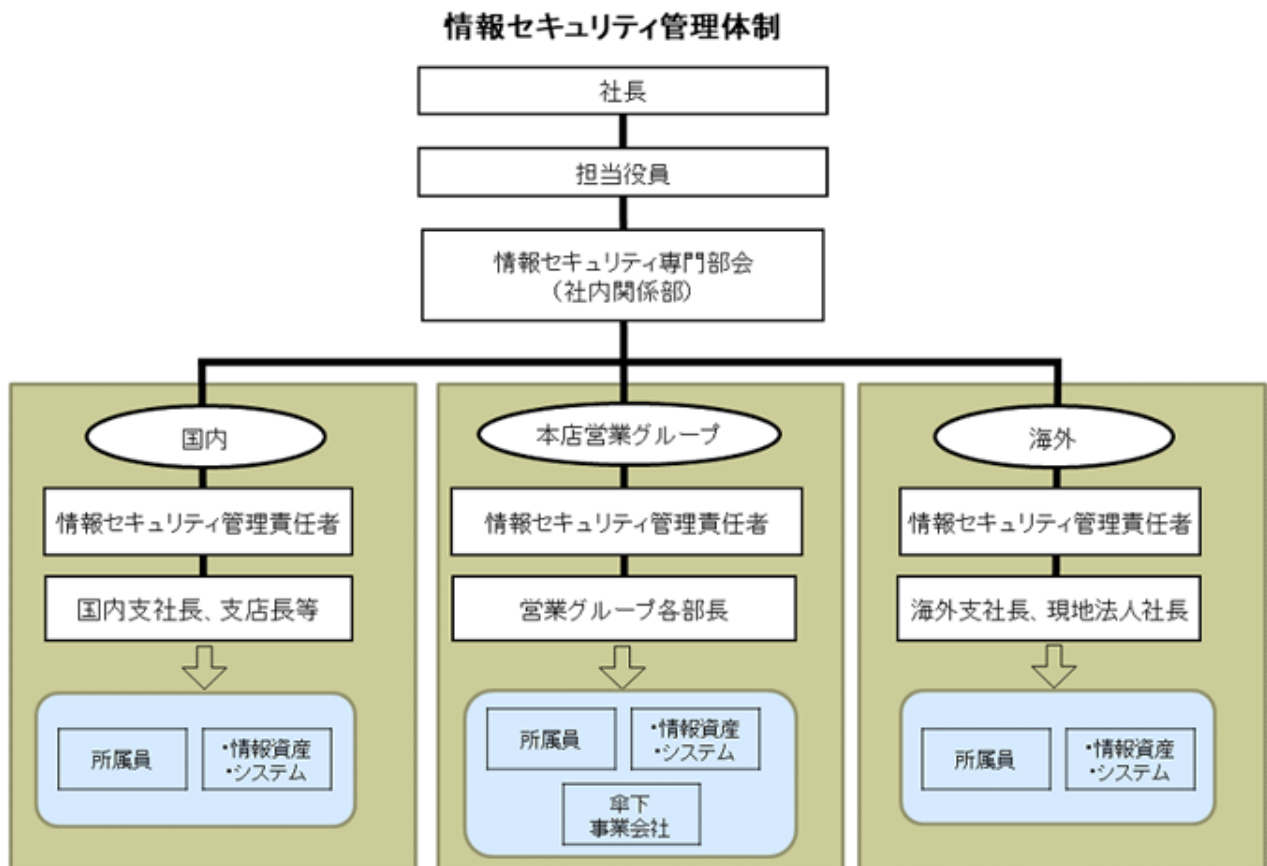 情報セキュリティ管理体制
社長
担当役員
情報セキュリティ専門部会
（社内関係部）
国内
情報セキュリティ管理責任者
国内支社長、支店長等
所属員
・情報資産
・システム
本店営業グループ
情報セキュリティ管理責任者
営業グループ各部長
所属員
・情報資産
・システム
傘下
事業会社
海外
情報セキュリティ管理責任者
海外支社長、現地法人社長
所属員
・情報資産
・システム